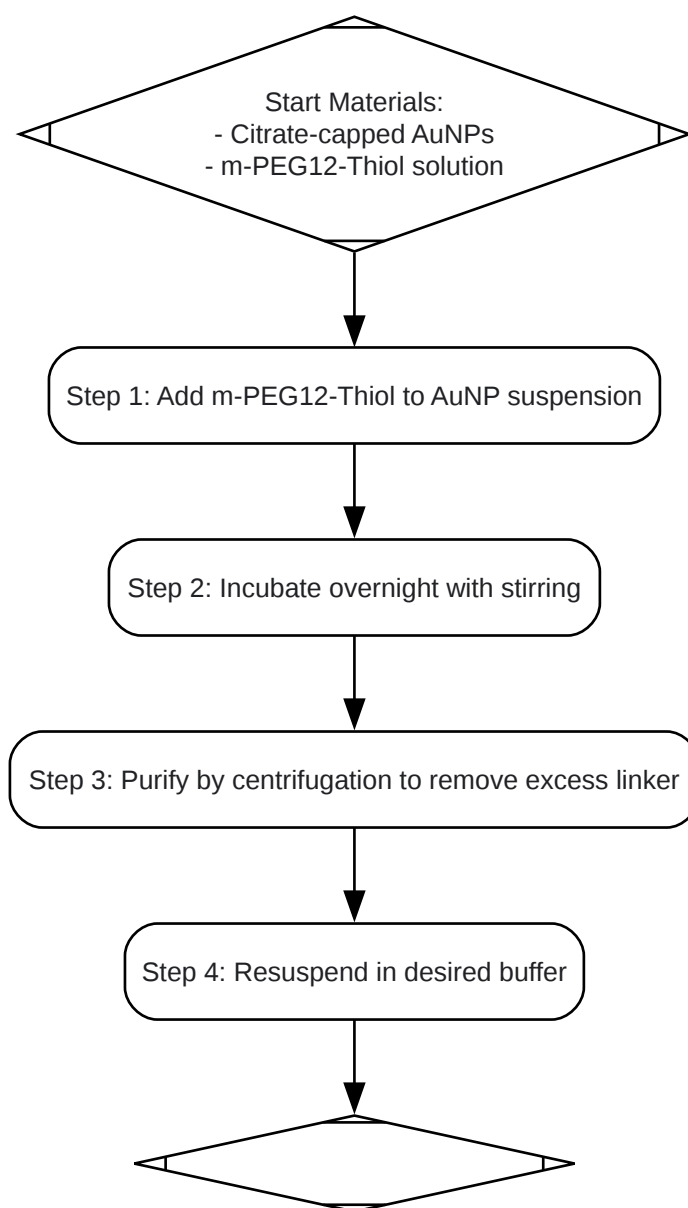 Start Materials:
- Citrate-capped AuNPs
- m-PEG12-Thiol solution
Step 1: Add m-PEG12-Thiol to AuNP suspension
Step 2: Incubate overnight with stirring
Step 3: Purify by centrifugation to remove excess linker
Step 4: Resuspend in desired buffer